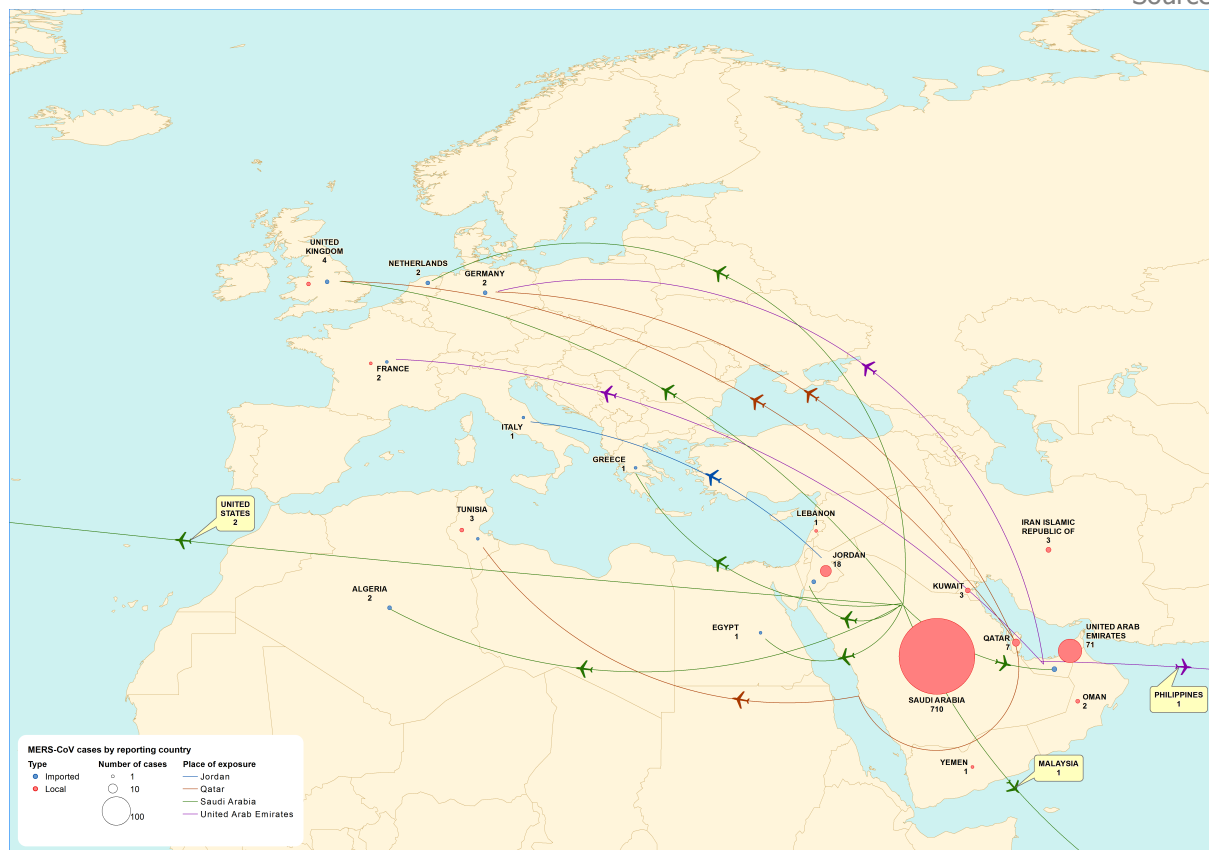 Source
UNITED
KINGDOM
4
NETHERLANDS
2
GERMANY
2
FRANCE
2
ITALY
1
GREECE
1
UNITED
STATES
2
TUNISIA
3
LEBANON
1
IRAN ISLAMIC
REPUBLIC OF
3
JORDAN
18
ALGERIA
2
KUWAIT
3
EGYPT
1
QATAR
7
UNITED ARAB
EMIRATES
71
SAUDI ARABIA
710
OMAN
2
PHILIPPINES
1
YEMEN
1
MALAYSIA
1
MERS-CoV cases by reporting country
Type
Imported
Local
Number of cases
1
10
100
Place of exposure
Jordan
Qatar
Saudi Arabia
United Arab Emirates